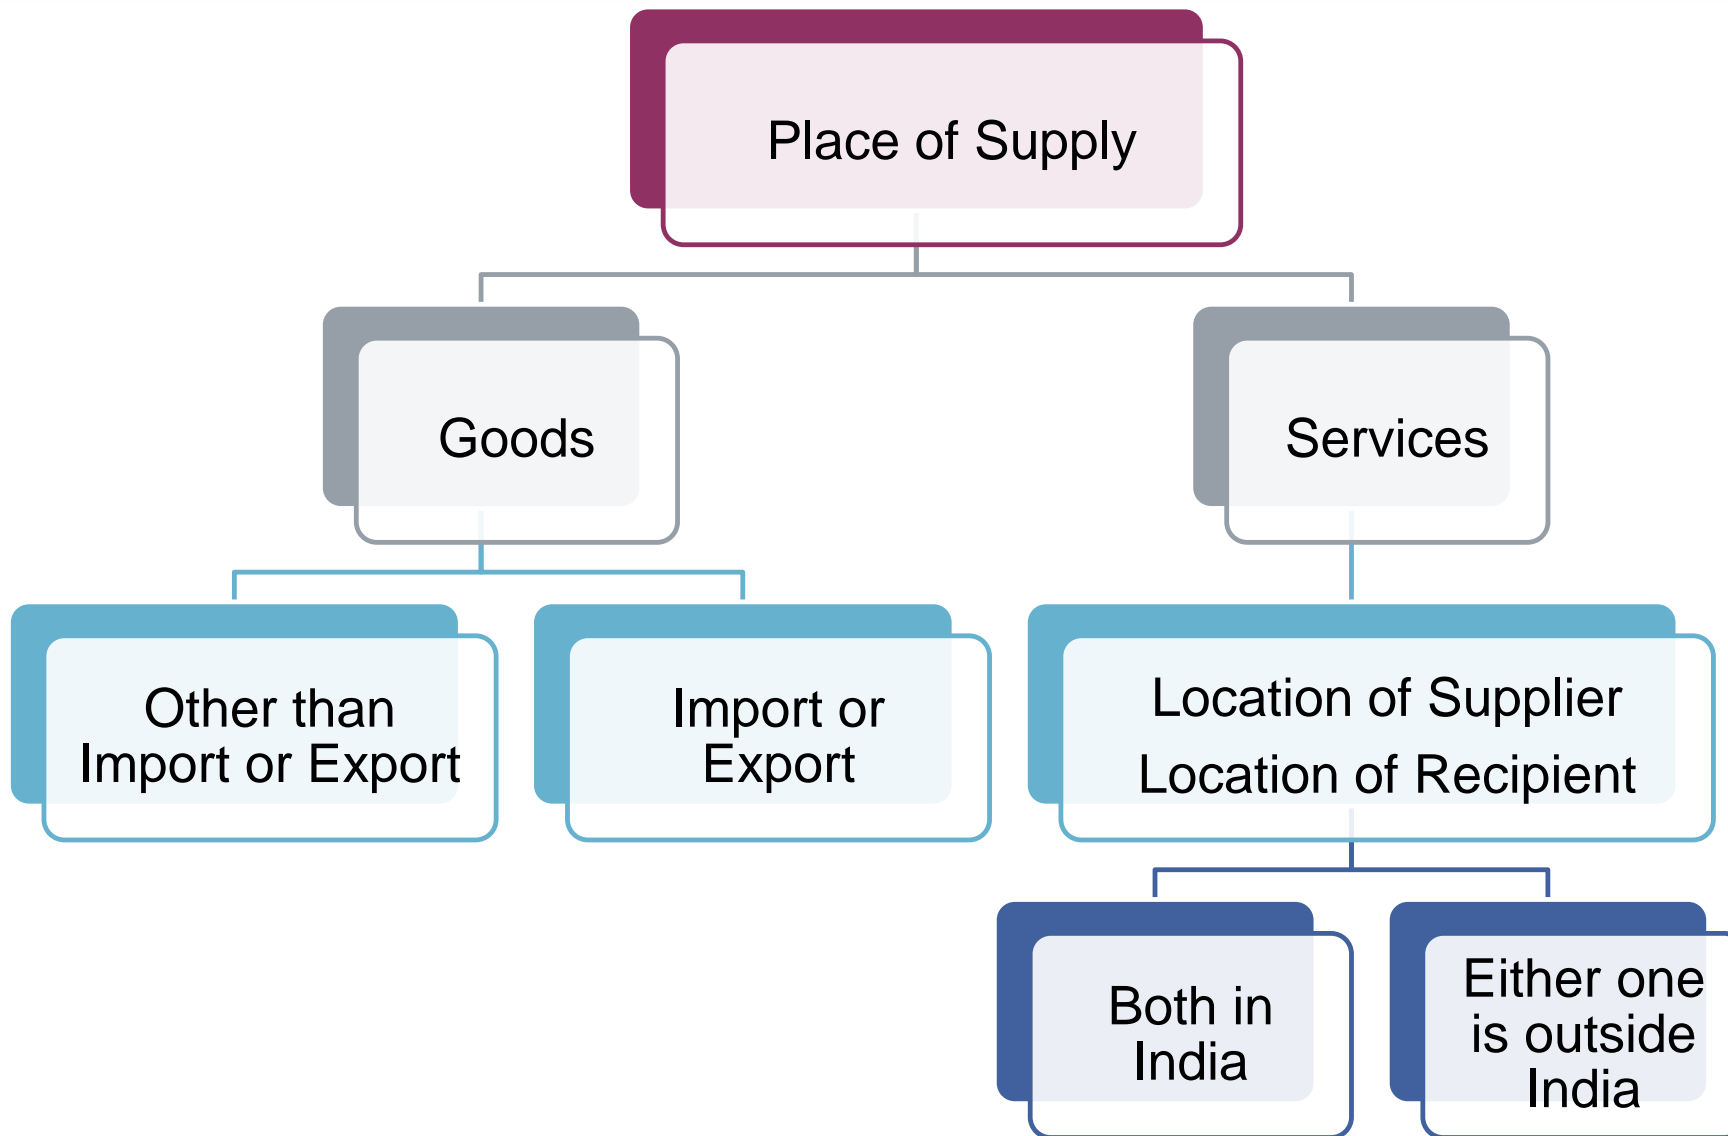 Place of Supply
Goods
Services
Other than
Import or Export
Import or
Export
Location of Supplier
Location of Recipient
Both in
India
Either one
is outside
India